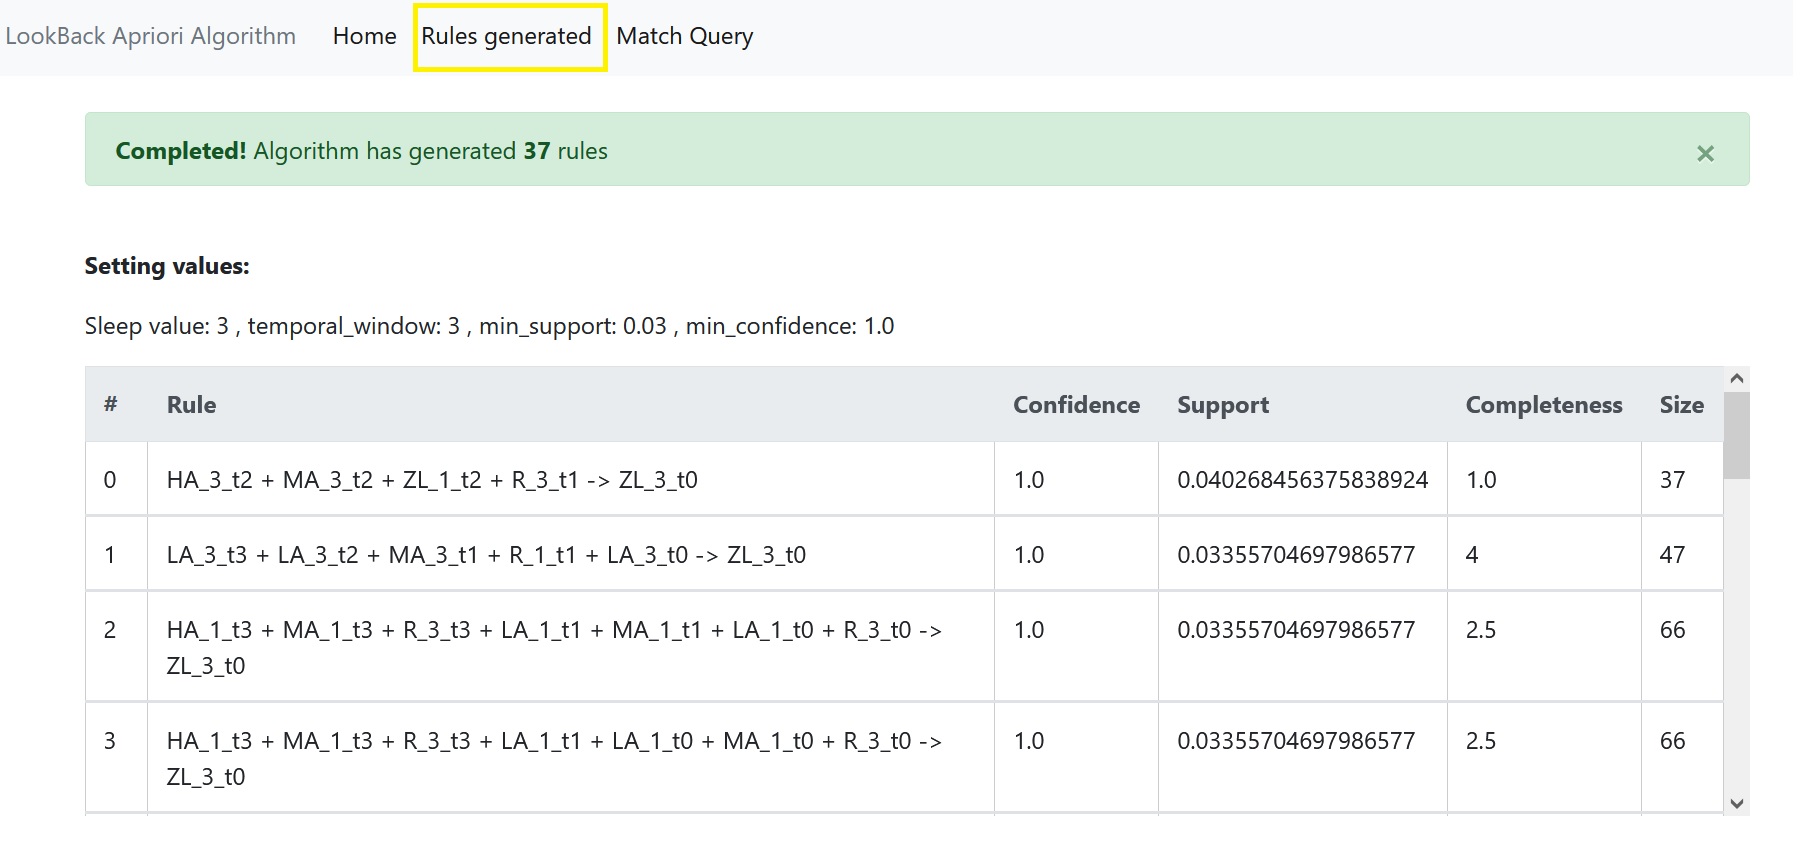 LookBack Apriori Algorithm Home Rules generated Match Query
Completed! Algorithm has generated 37 rules ×
Setting values:
Sleep value: 3 , temporal_window: 3 , min_support: 0.03 , min_confidence: 1.0
# Rule Confidence Support Completeness Size
0 HA_3_t2 + MA_3_t2 + ZL_1_t2 + R_3_t1 -> ZL_3_t0 1.0 0.040268456375838924 1.0 37
1 LA_3_t3 + LA_3_t2 + MA_3_t1 + R_1_t1 + LA_3_t0 -> ZL_3_t0 1.0 0.03355704697986577 4 47
2 HA_1_t3 + MA_1_t3 + R_3_t3 + LA_1_t1 + MA_1_t1 + LA_1_t0 + R_3_t0 -> 1.0 0.03355704697986577 2.5 66
ZL_3_t0
3 HA_1_t3 + MA_1_t3 + R_3_t3 + LA_1_t1 + LA_1_t0 + MA_1_t0 + R_3_t0 -> 1.0 0.03355704697986577 2.5 66
ZL_3_t0